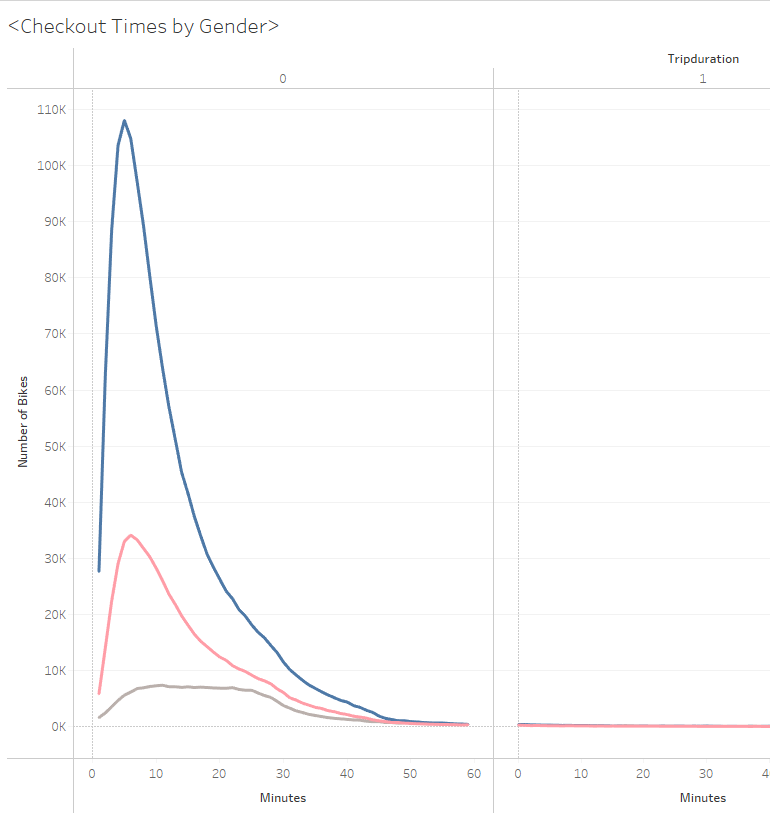 <Checkout Times by Gender>
Tripduration
0 1
110K
100K
90K
80K
70K
60K
50K
40K
30K
20K
10K
0K
Number of Bikes
0 10 20 30 40 50 60 0 10 20 30 4
Minutes Minutes